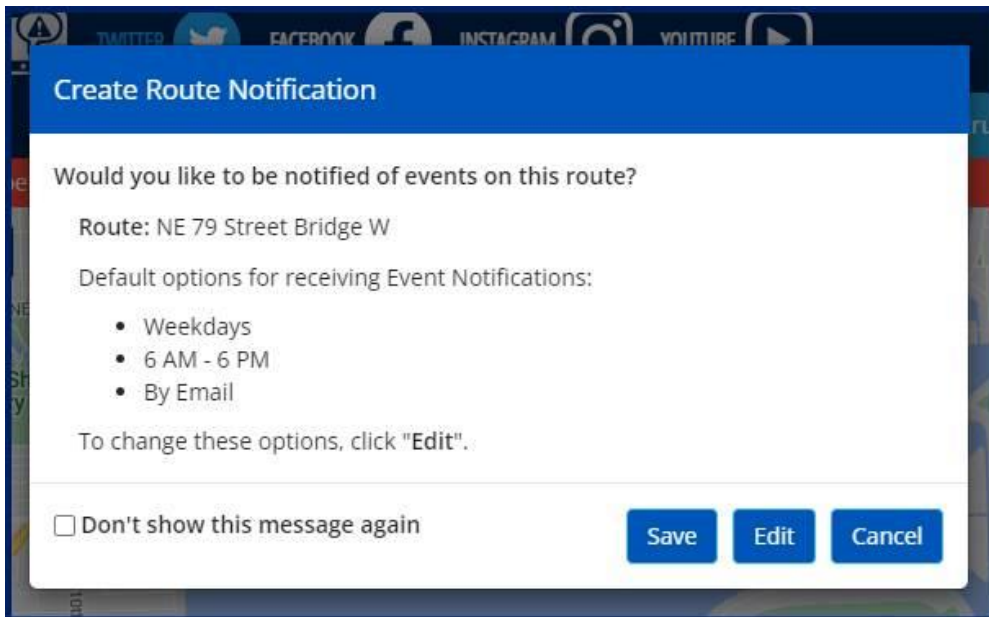 TWITTER FACEBOOK INSTAGRAM YOUTUBE
Create Route Notification
Would you like to be notified of events on this route?
Route: NE 79 Street Bridge W
Default options for receiving Event Notifications:
• Weekdays
• 6 AM - 6 PM
• By Email
To change these options, click "Edit".
Don't show this message again
Save Edit Cancel